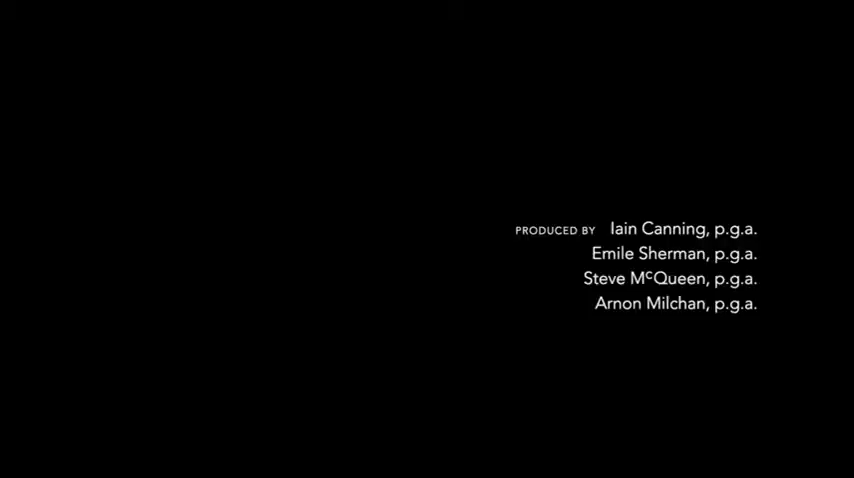 PRODUCED BY Iain Canning, p.g.a.
Emile Sherman, p.g.a.
Steve McQueen, p.g.a.
Arnon Milchan, p.g.a.